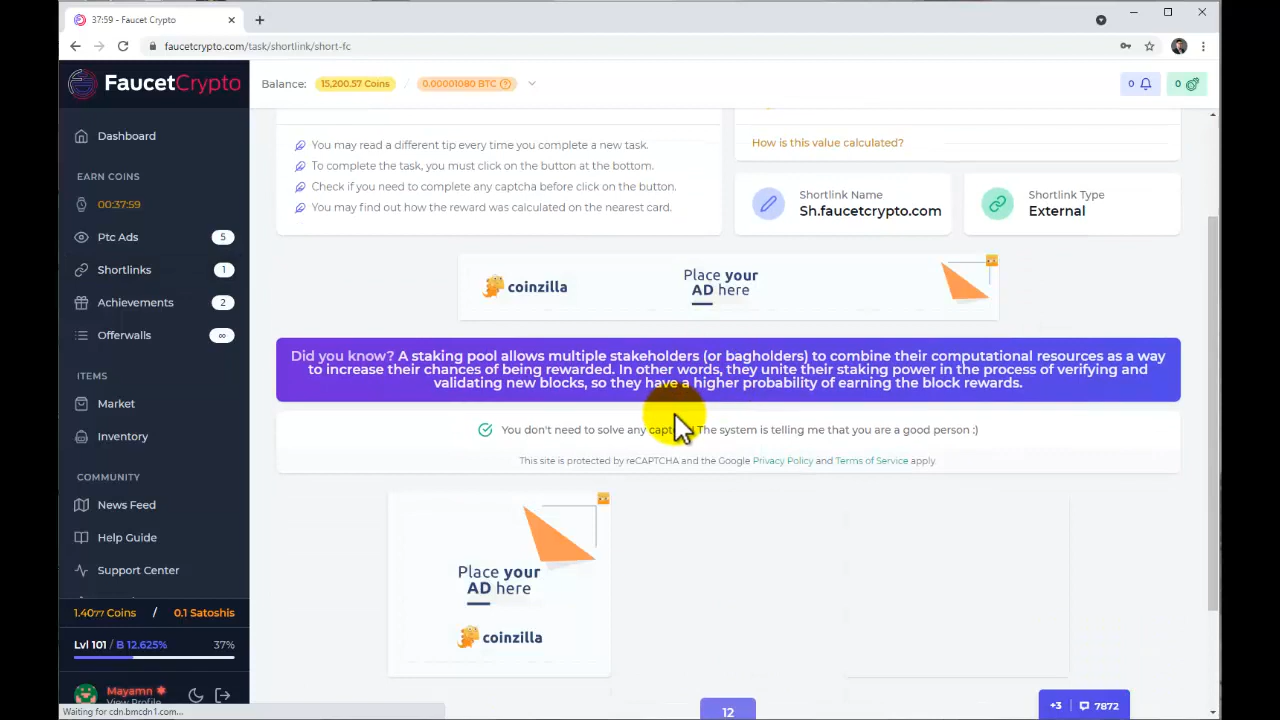 37:59 - Faucet Crypto
faucetcrypto.com/task/shortlink/short-fc
FaucetCrypto
Balance: 15,200.57 Coins / 0.00001080 BTC
0
0
Dashboard
EARN COINS
00:37:59
Ptc Ads 5
Shortlinks 1
Achievements 2
Offerwalls ∞
ITEMS
Market
Inventory
COMMUNITY
News Feed
Help Guide
Support Center
1.4077 Coins / 0.1 Satoshis
Lvl 101 / B 12.625% 37%
Mayamn
View Profile
Waiting for cdn.bmcdn1.com...
You may read a different tip every time you complete a new task.
To complete the task, you must click on the button at the bottom.
Check if you need to complete any captcha before click on the button.
You may find out how the reward was calculated on the nearest card.
How is this value calculated?
Shortlink Name
Sh.faucetcrypto.com
Shortlink Type
External
coinzilla
Place your
AD here
Did you know? A staking pool allows multiple stakeholders (or bagholders) to combine their computational resources as a way
to increase their chances of being rewarded. In other words, they unite their staking power in the process of verifying and
validating new blocks, so they have a higher probability of earning the block rewards.
You don't need to solve any captcha! The system is telling me that you are a good person :)
This site is protected by reCAPTCHA and the Google Privacy Policy and Terms of Service apply.
Place your
AD here
coinzilla
12
+3 7872